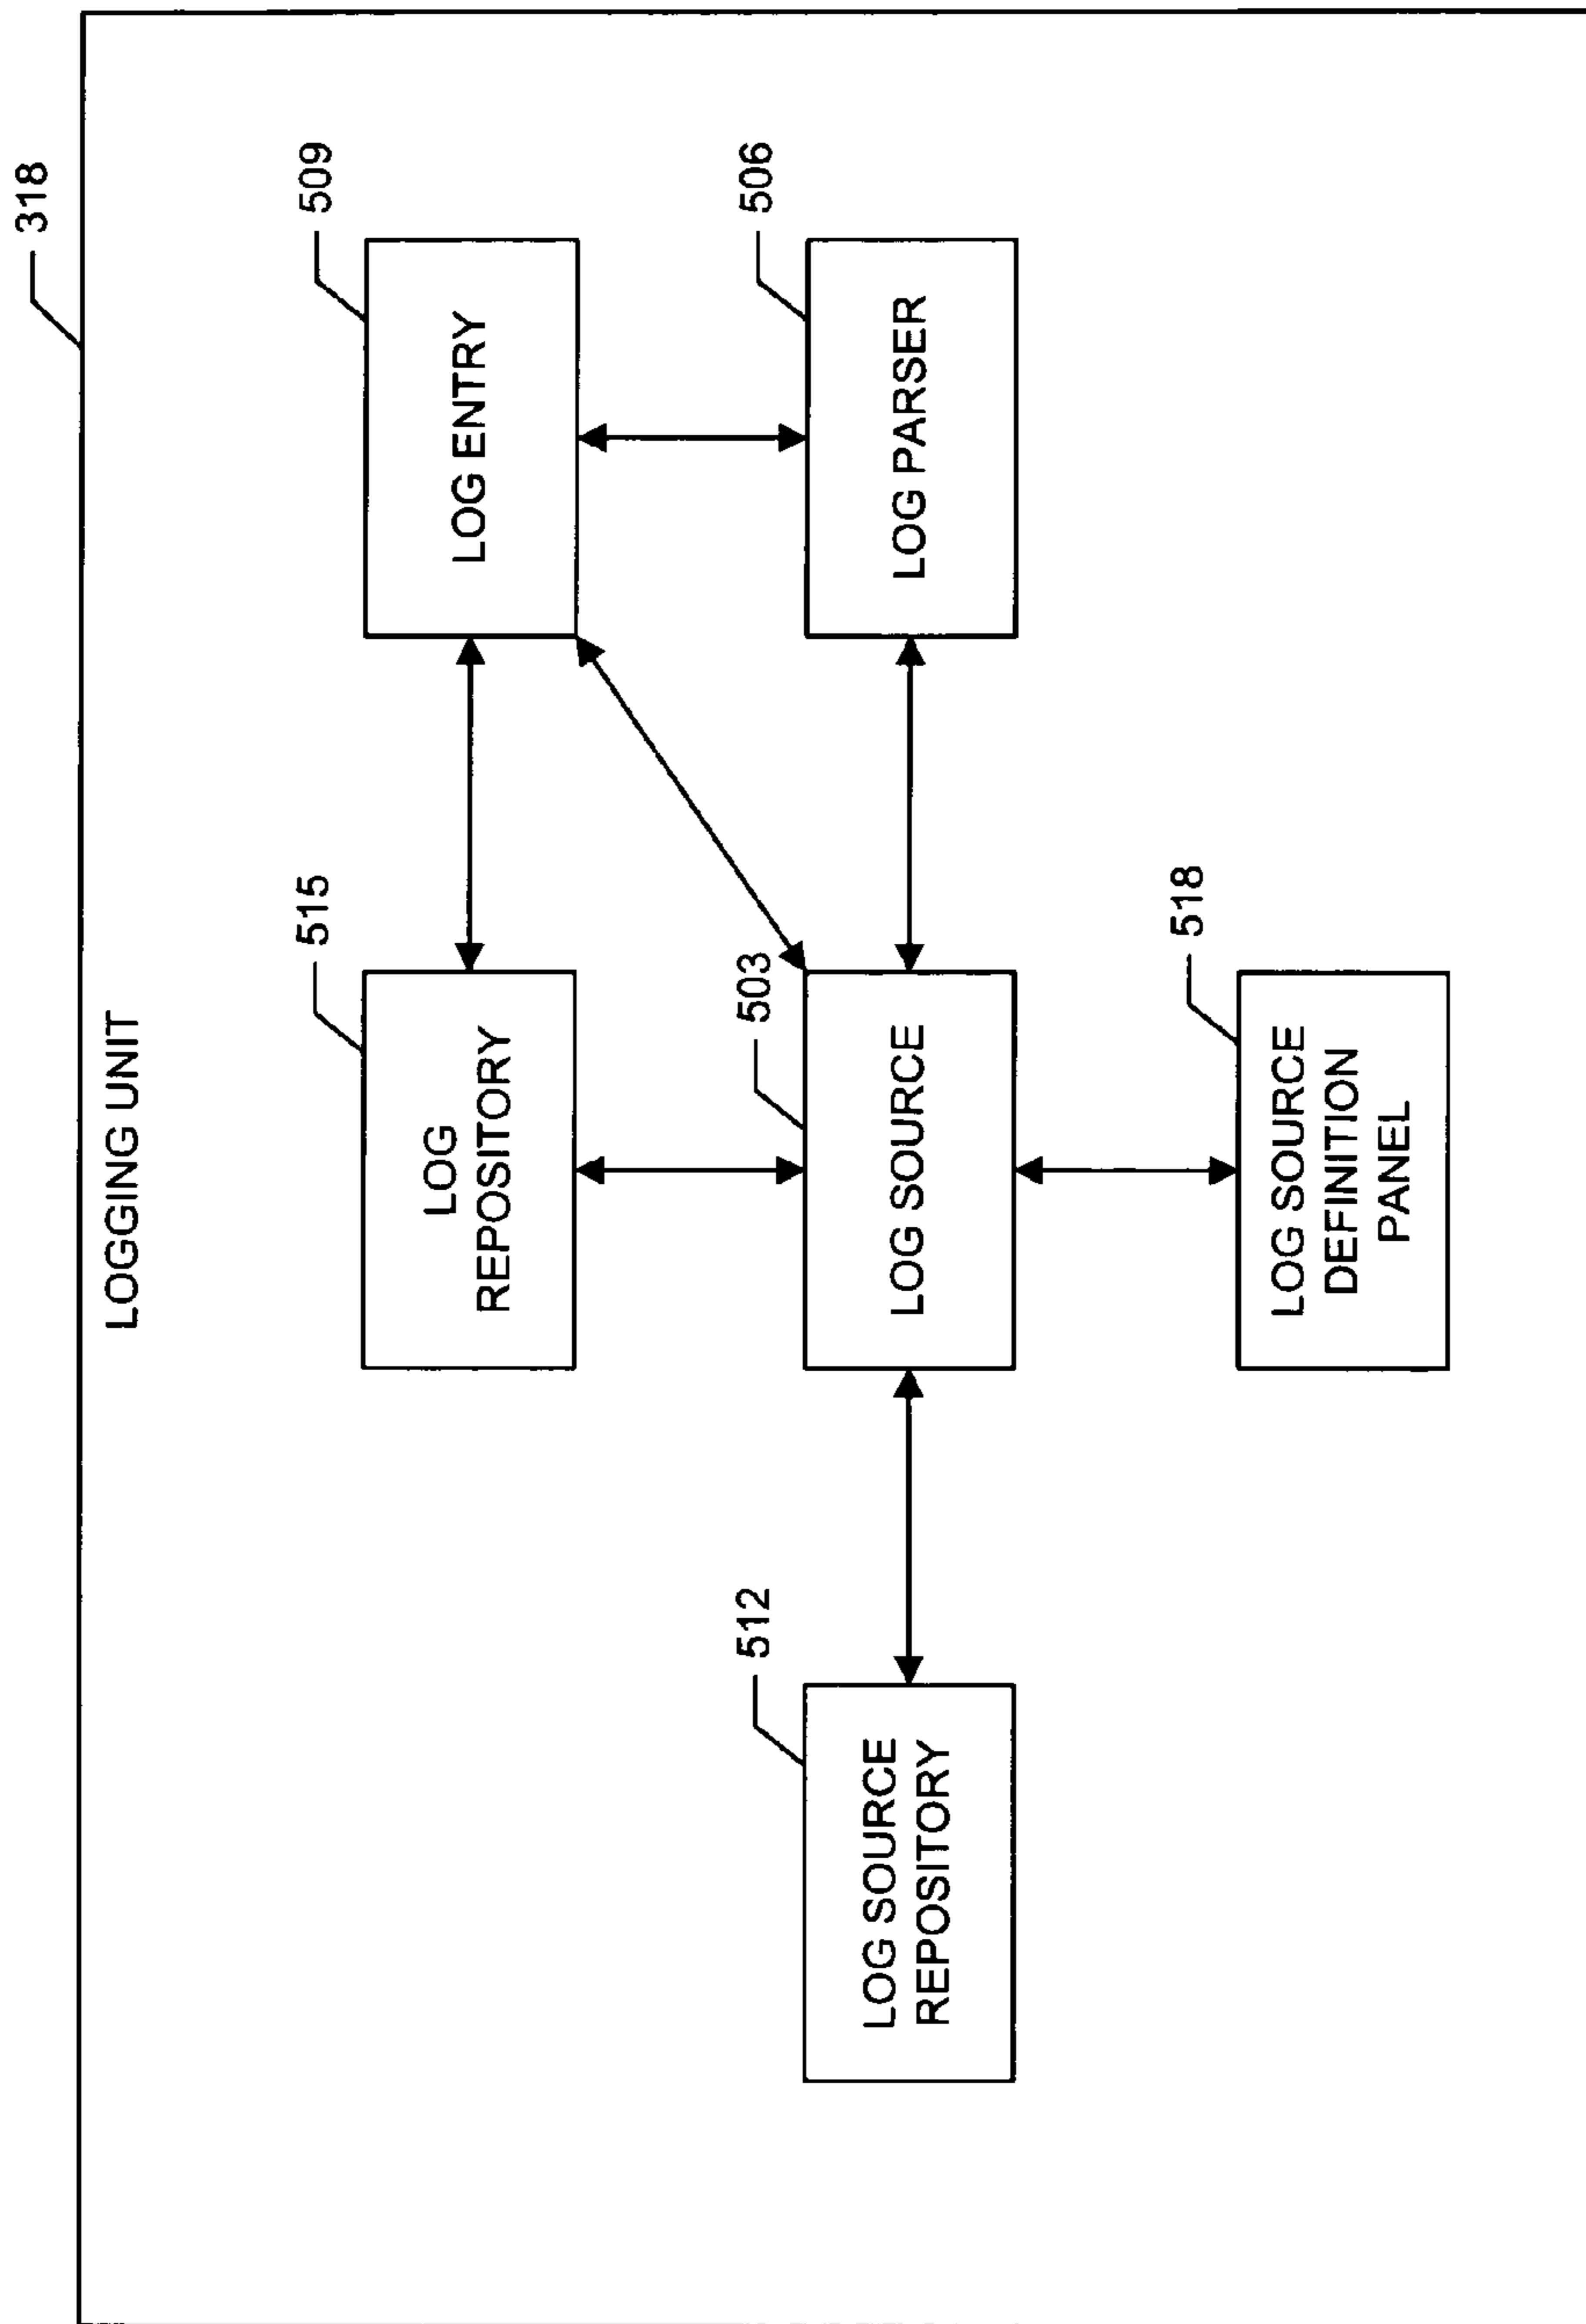 318
LOGGING UNIT
515
LOG
REPOSITORY
509
LOG ENTRY
512
LOG SOURCE
REPOSITORY
503
LOG SOURCE
506
LOG PARSER
518
LOG SOURCE
DEFINITION
PANEL